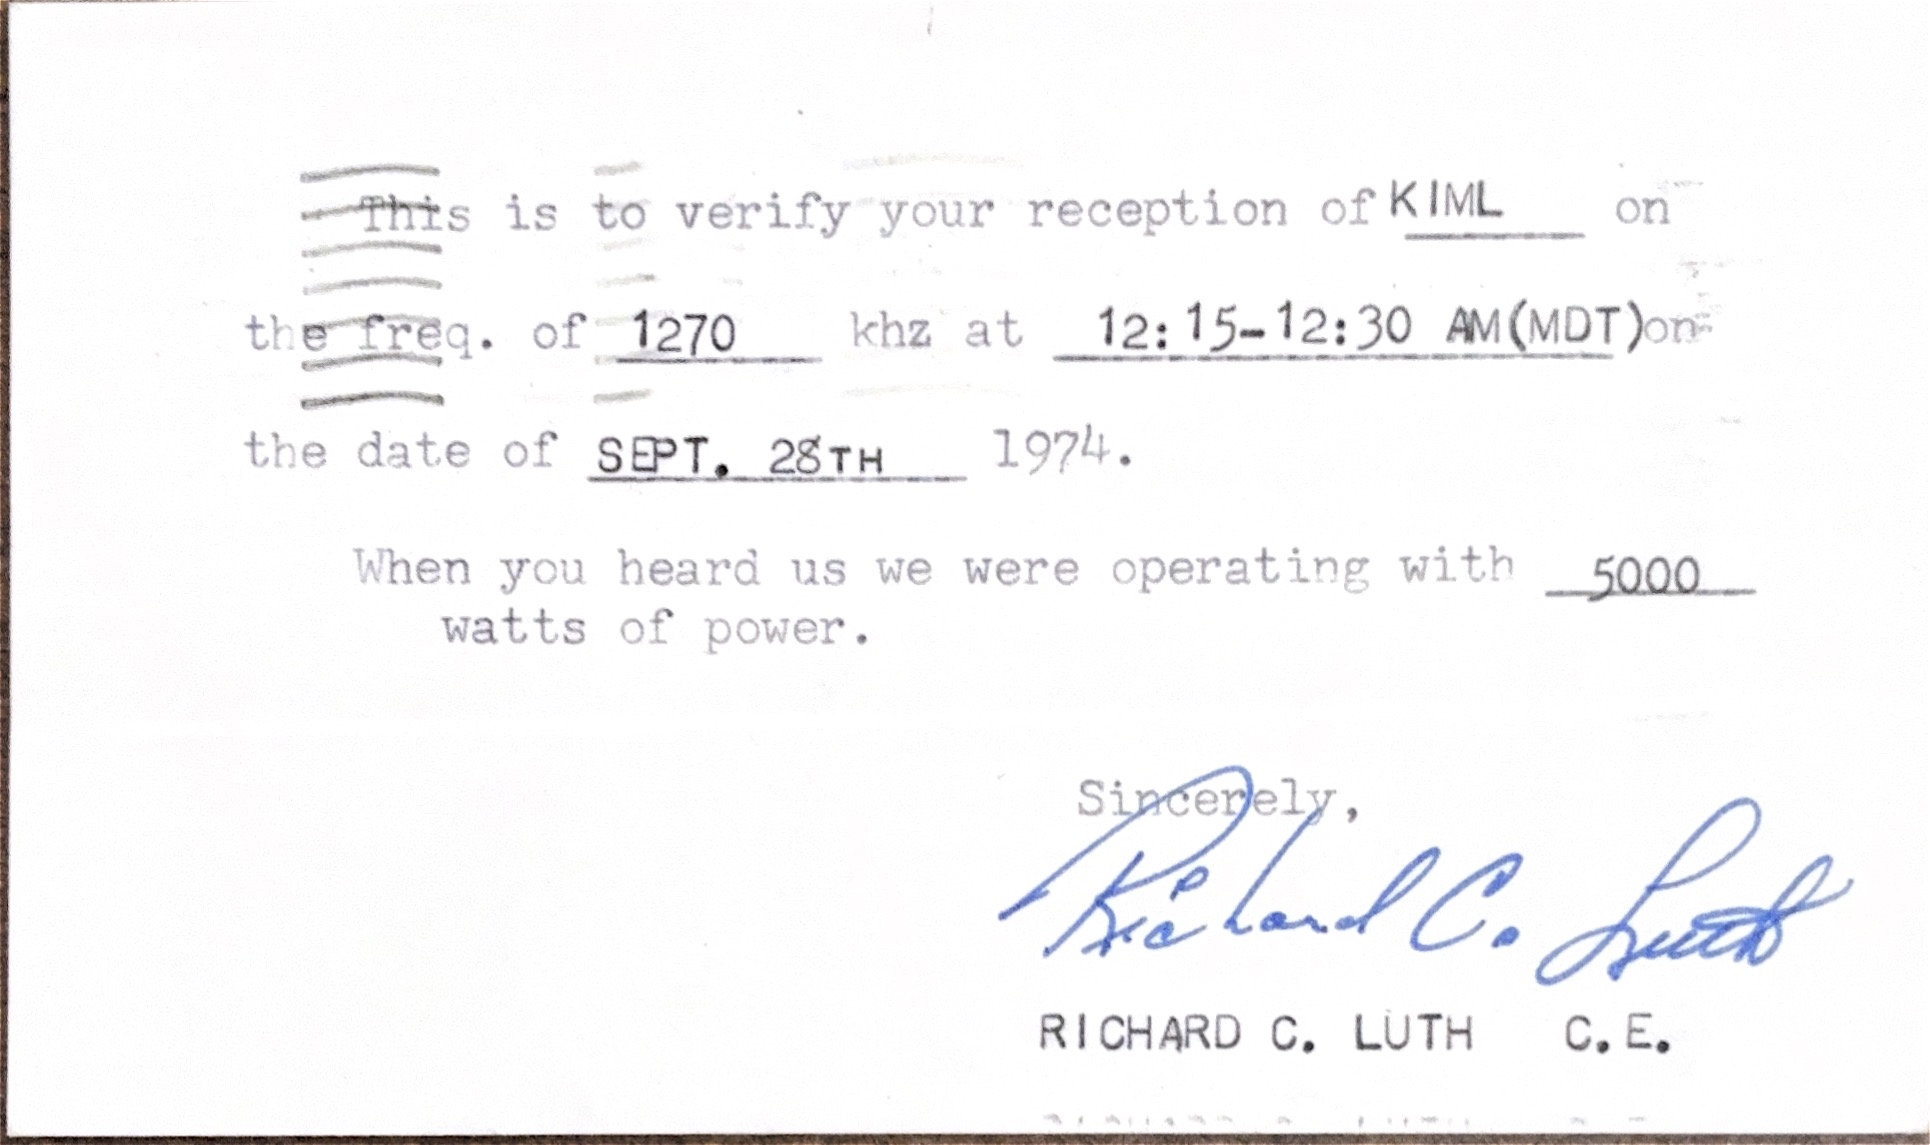 This is to verify your reception of KIML on
the freq. of 1270 khz at 12:15-12:30 AM(MDT)on
the date of SEPT. 28TH 1974.
When you heard us we were operating with 5000
watts of power.
Sincerely,
Richard C. Luth
RICHARD C. LUTH C.E.